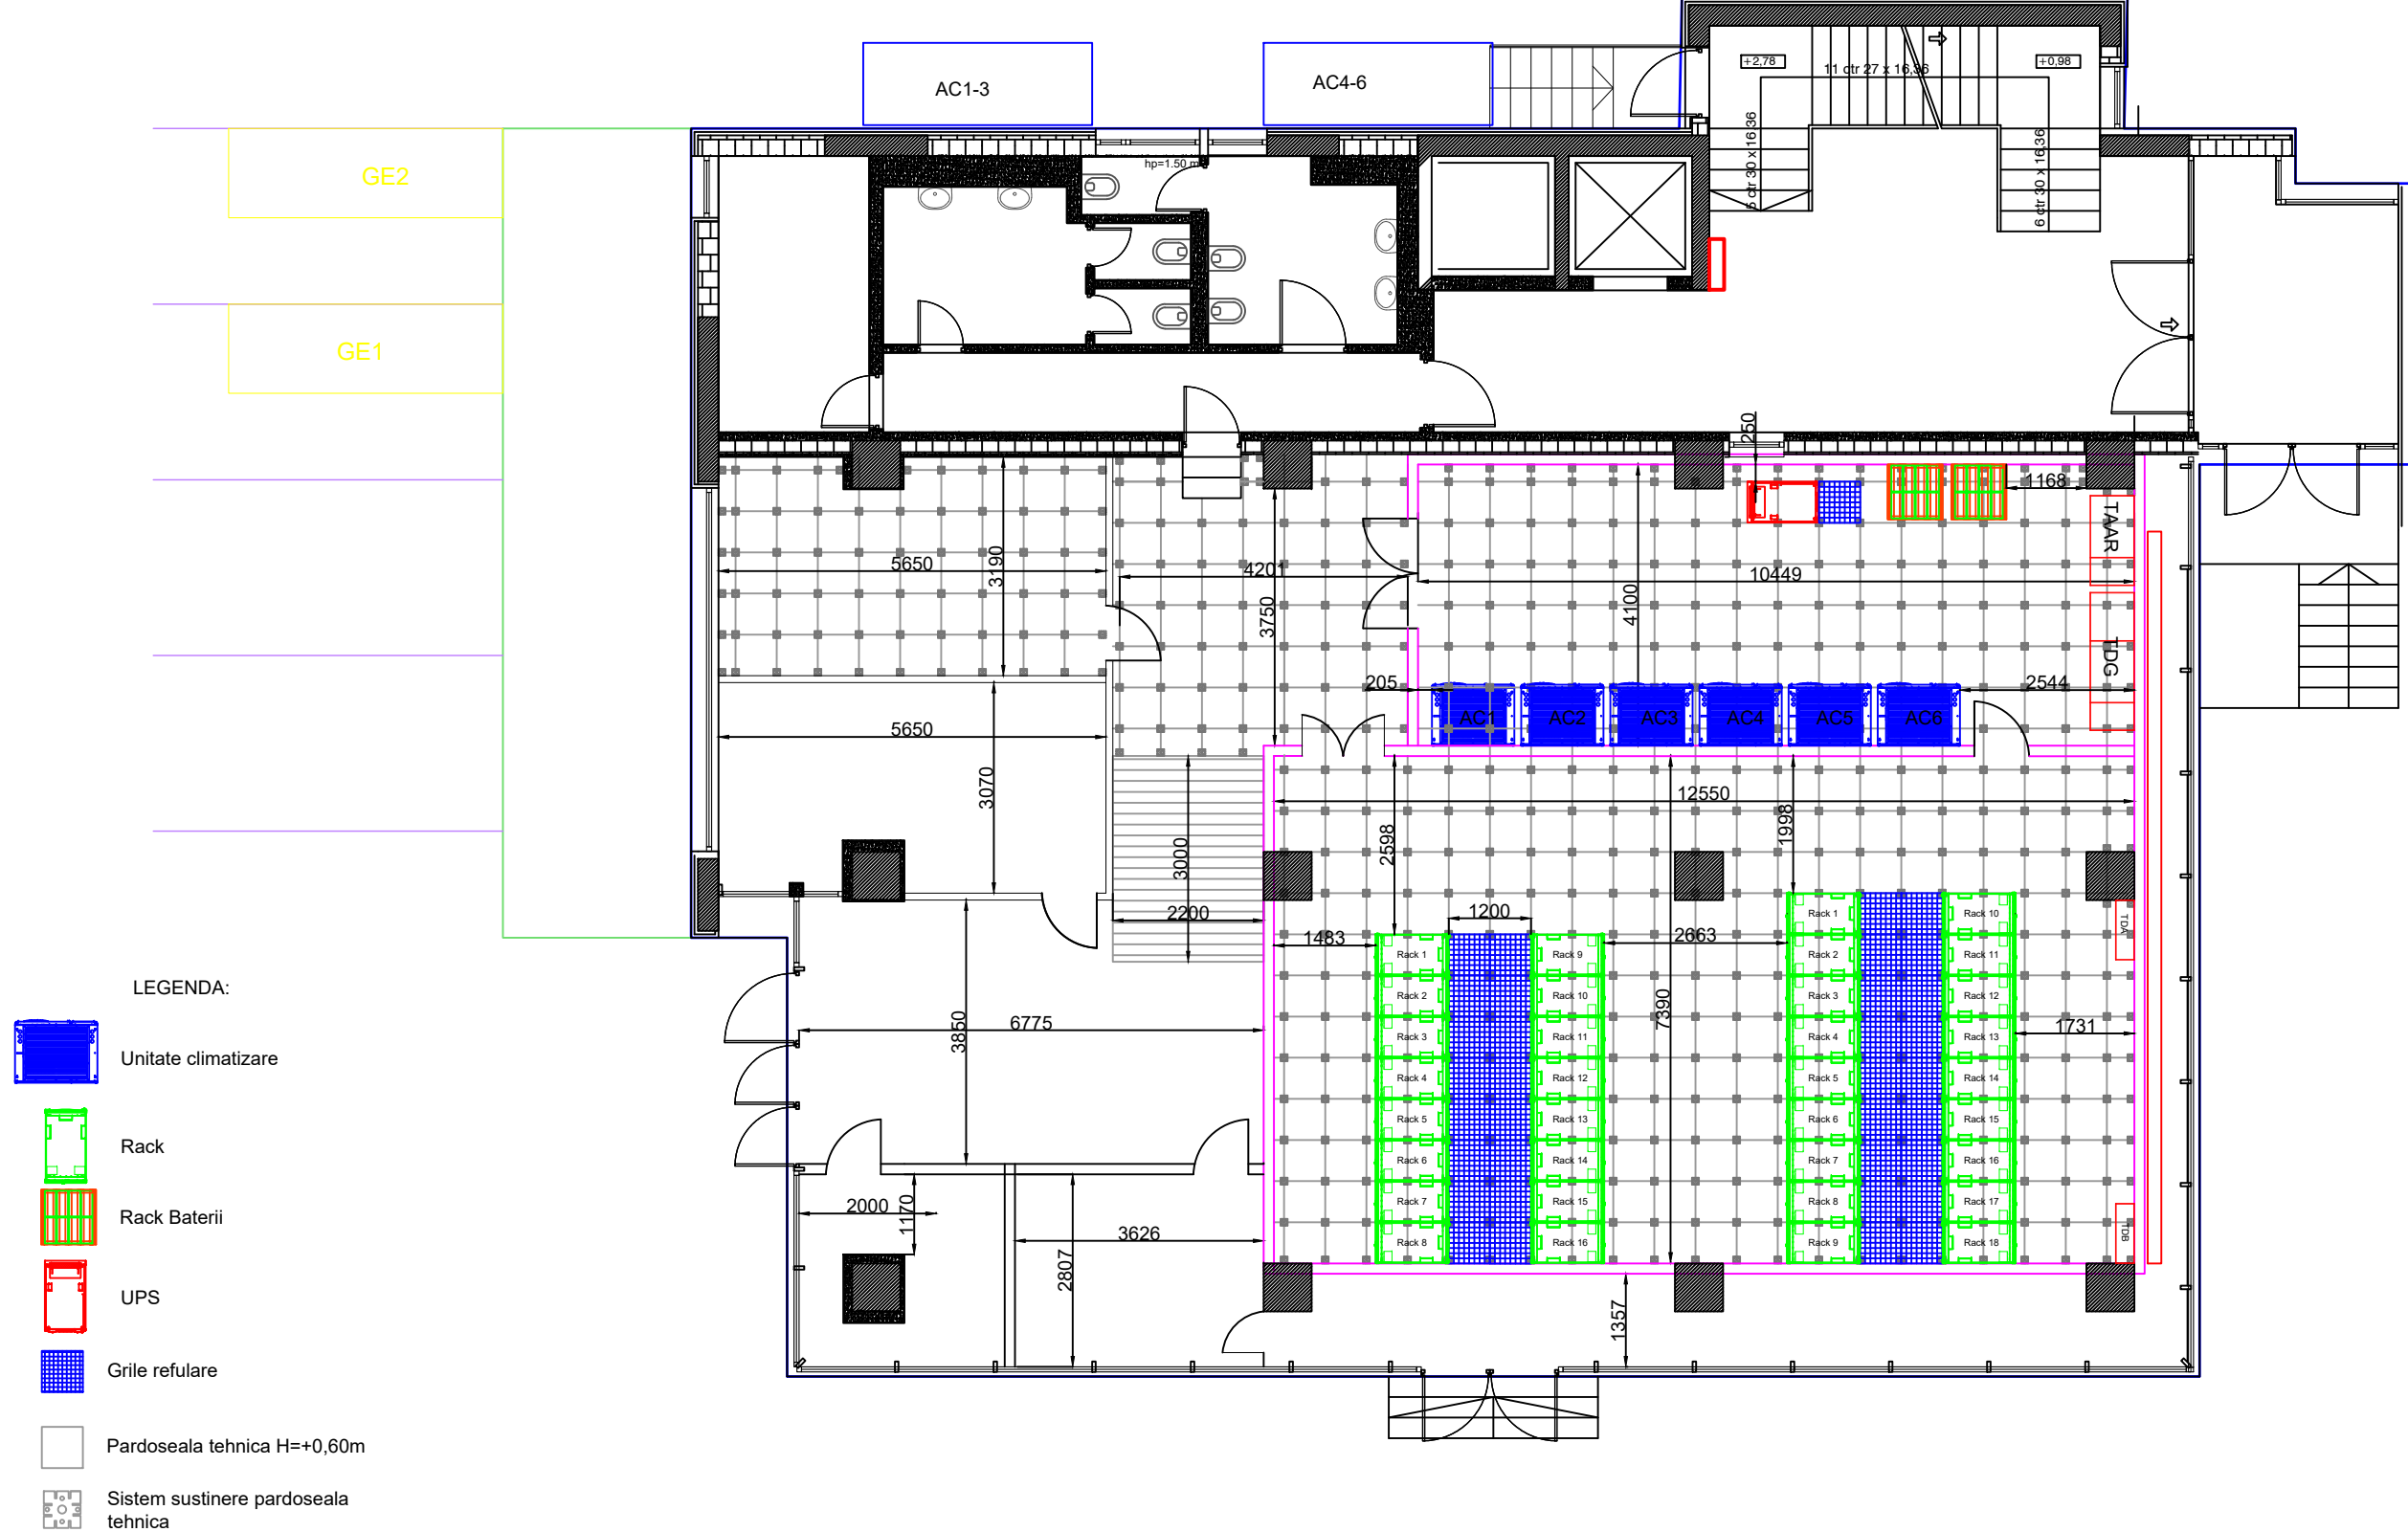 AC1-3
AC4-6
+2,78
+0,98
11 ctr 27 x 16,36
5 ctr 30 x 16,36
6 ctr 30 x 16,36
hp=1.50 m
GE2
GE1
250
1168
TAAR
5650
3190
4201
3750
10449
4100
TDG
205
2544
AC1
AC2
AC3
AC4
AC5
AC6
5650
3070
12550
2598
1998
3000
2200
1200
1483
2663
7390
1731
TDA
TDB
Rack 1
Rack 2
Rack 3
Rack 4
Rack 5
Rack 6
Rack 7
Rack 8
Rack 9
Rack 10
Rack 11
Rack 12
Rack 13
Rack 14
Rack 15
Rack 16
Rack 1
Rack 2
Rack 3
Rack 4
Rack 5
Rack 6
Rack 7
Rack 8
Rack 9
Rack 10
Rack 11
Rack 12
Rack 13
Rack 14
Rack 15
Rack 16
Rack 17
Rack 18
6775
3850
2000
1170
3626
2807
1357
LEGENDA:
Unitate climatizare
Rack
Rack Baterii
UPS
Grile refulare
Pardoseala tehnica H=+0,60m
Sistem sustinere pardoseala
tehnica